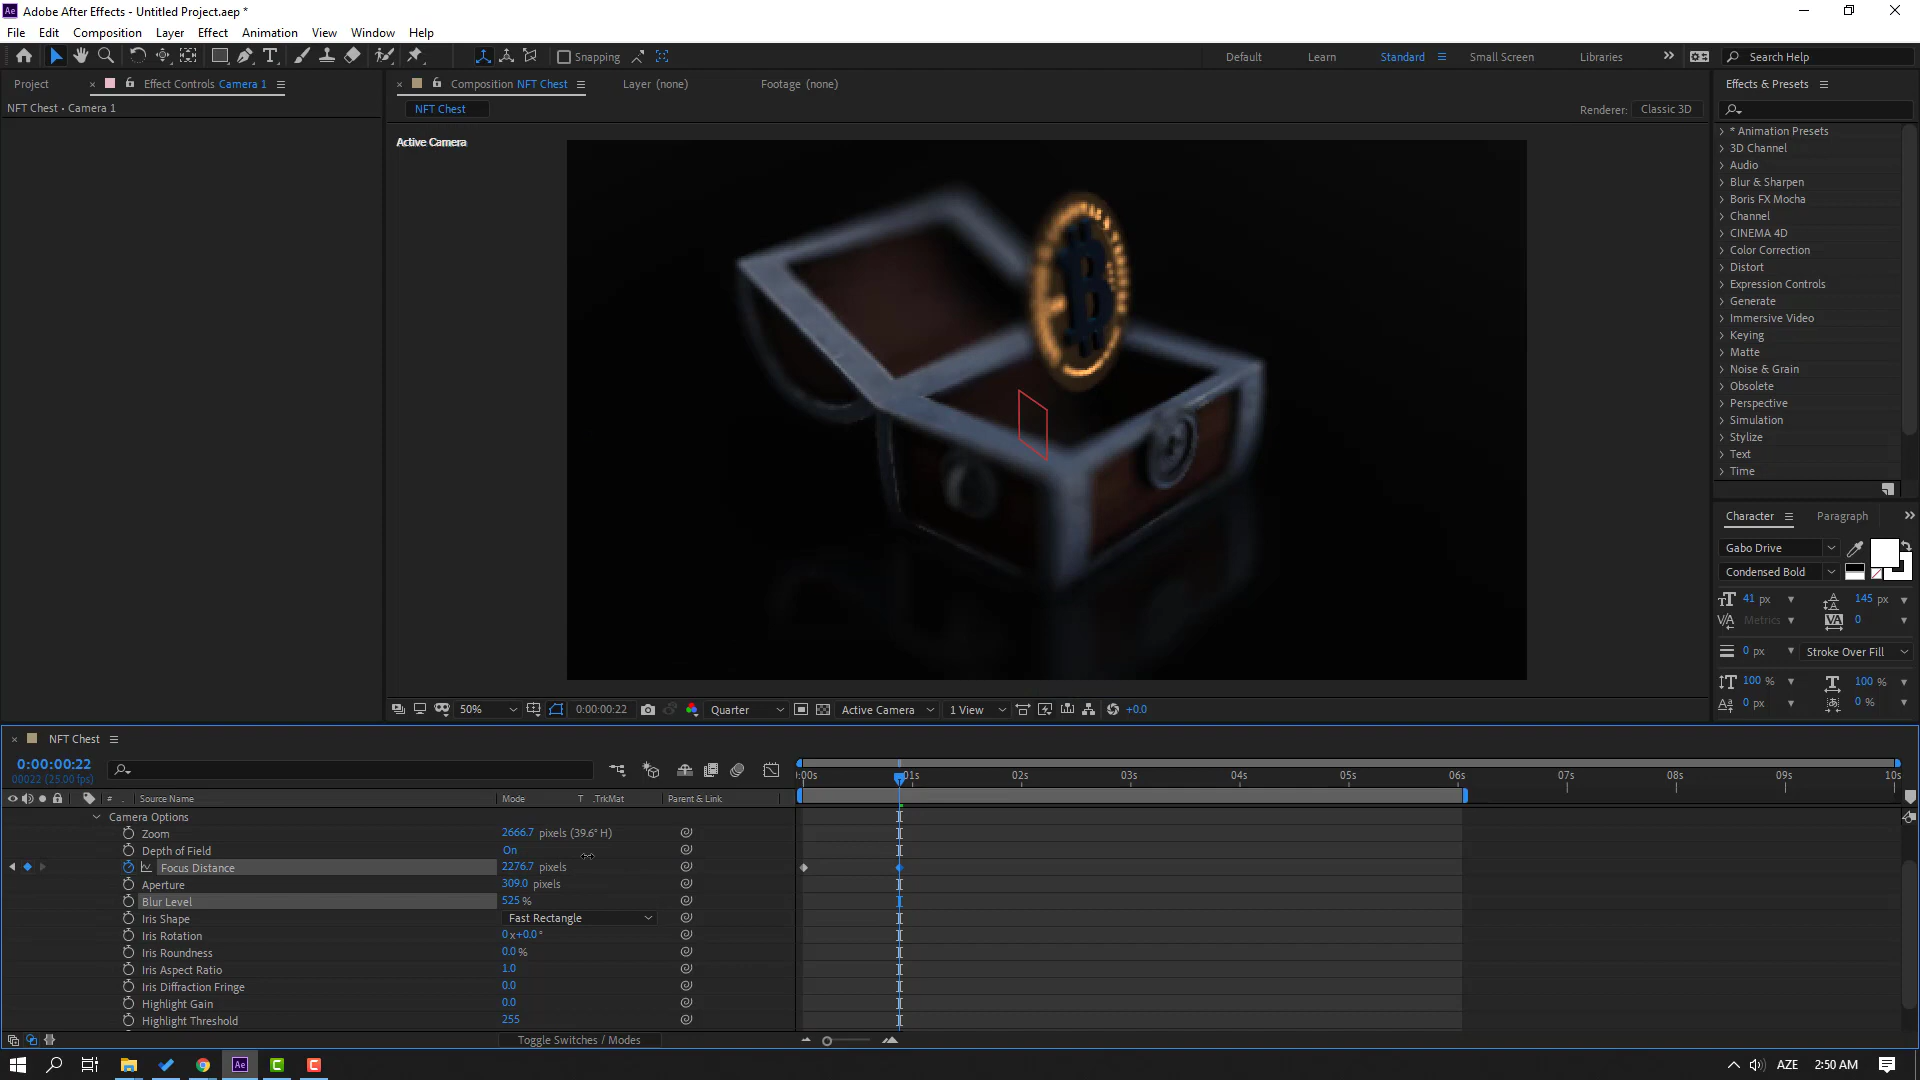 Adobe After Effects - Untitled Project.aep *
File Edit Composition Layer Effect Animation View Window Help
Snapping Default Learn Standard Small Screen Libraries Search Help
Project Effect Controls Camera 1 Composition NFT Chest Layer (none) Footage (none) Effects & Presets
NFT Chest • Camera 1 NFT Chest Renderer: Classic 3D
Active Camera
* Animation Presets
3D Channel
Audio
Blur & Sharpen
Boris FX Mocha
Channel
CINEMA 4D
Color Correction
Distort
Expression Controls
Generate
Immersive Video
Keying
Matte
Noise & Grain
Obsolete
Perspective
Simulation
Stylize
Text
Time
Character Paragraph
Gabo Drive
Condensed Bold
41 px 145 px
Metrics 0
0 px Stroke Over Fill
100 % 100 %
0 px 0 %
50% 0:00:00:22 Quarter Active Camera 1 View +0.0
NFT Chest
0:00:00:22
00022 (25.00 fps)
:00s 01s 02s 03s 04s 05s 06s 07s 08s 09s 10s
# Source Name Mode T .TrkMat Parent & Link
Camera Options
Zoom 2666.7 pixels (39.6° H)
Depth of Field On
Focus Distance 2276.7 pixels
Aperture 309.0 pixels
Blur Level 525 %
Iris Shape Fast Rectangle
Iris Rotation 0 x+0.0 °
Iris Roundness 0.0 %
Iris Aspect Ratio 1.0
Iris Diffraction Fringe 0.0
Highlight Gain 0.0
Highlight Threshold 255
Toggle Switches / Modes
AZE 2:50 AM